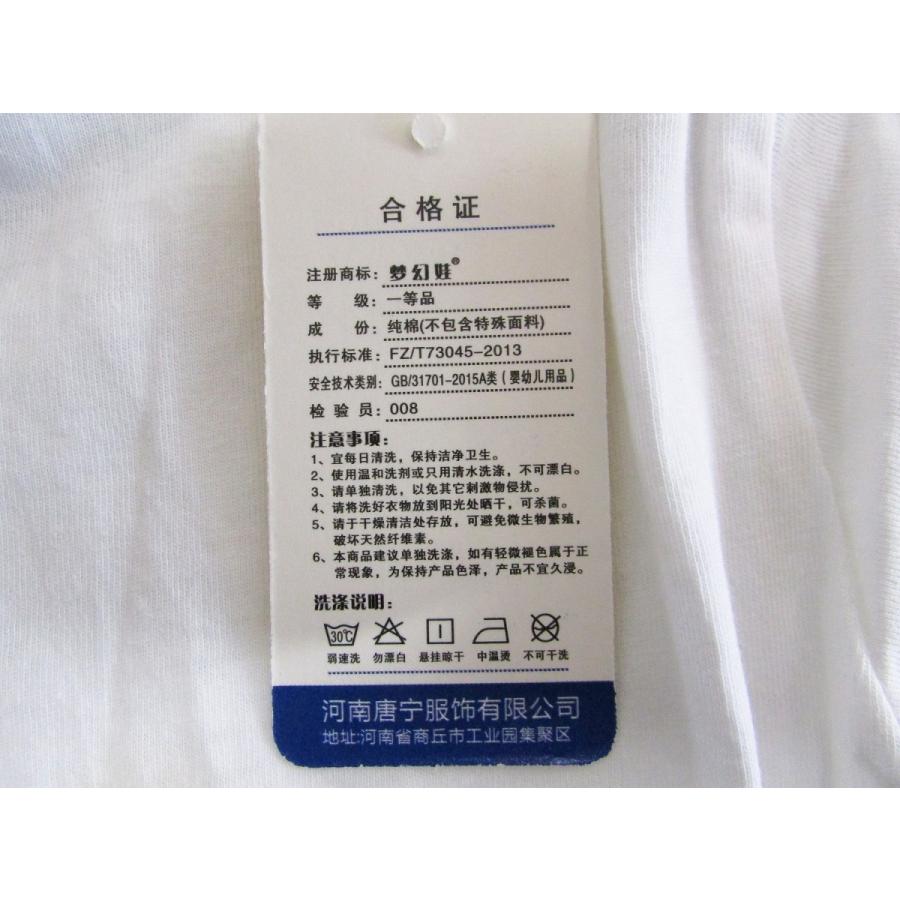 合格证
注册商标：梦幻娃®
等 级：一等品
成 份：纯棉(不包含特殊面料)
执行标准：FZ/T73045-2013
安全技术类别：GB/31701-2015A类（婴幼儿用品）
检 验 员：008
注意事项：
1、宜每日清洗，保持洁净卫生。
2、使用温和洗剂或只用清水洗涤，不可漂白。
3、请单独清洗，以免其它刺激物侵扰。
4、请将洗好衣物放到阳光处晒干，可杀菌。
5、请于干燥清洁处存放，可避免微生物繁殖，
破坏天然纤维素。
6、本商品建议单独洗涤，如有轻微褪色属于正
常现象，为保持产品色泽，产品不宜久浸。
洗涤说明：
30℃
弱速洗 勿漂白 悬挂晾干 中温烫 不可干洗
河南唐宁服饰有限公司
地址:河南省商丘市工业园集聚区